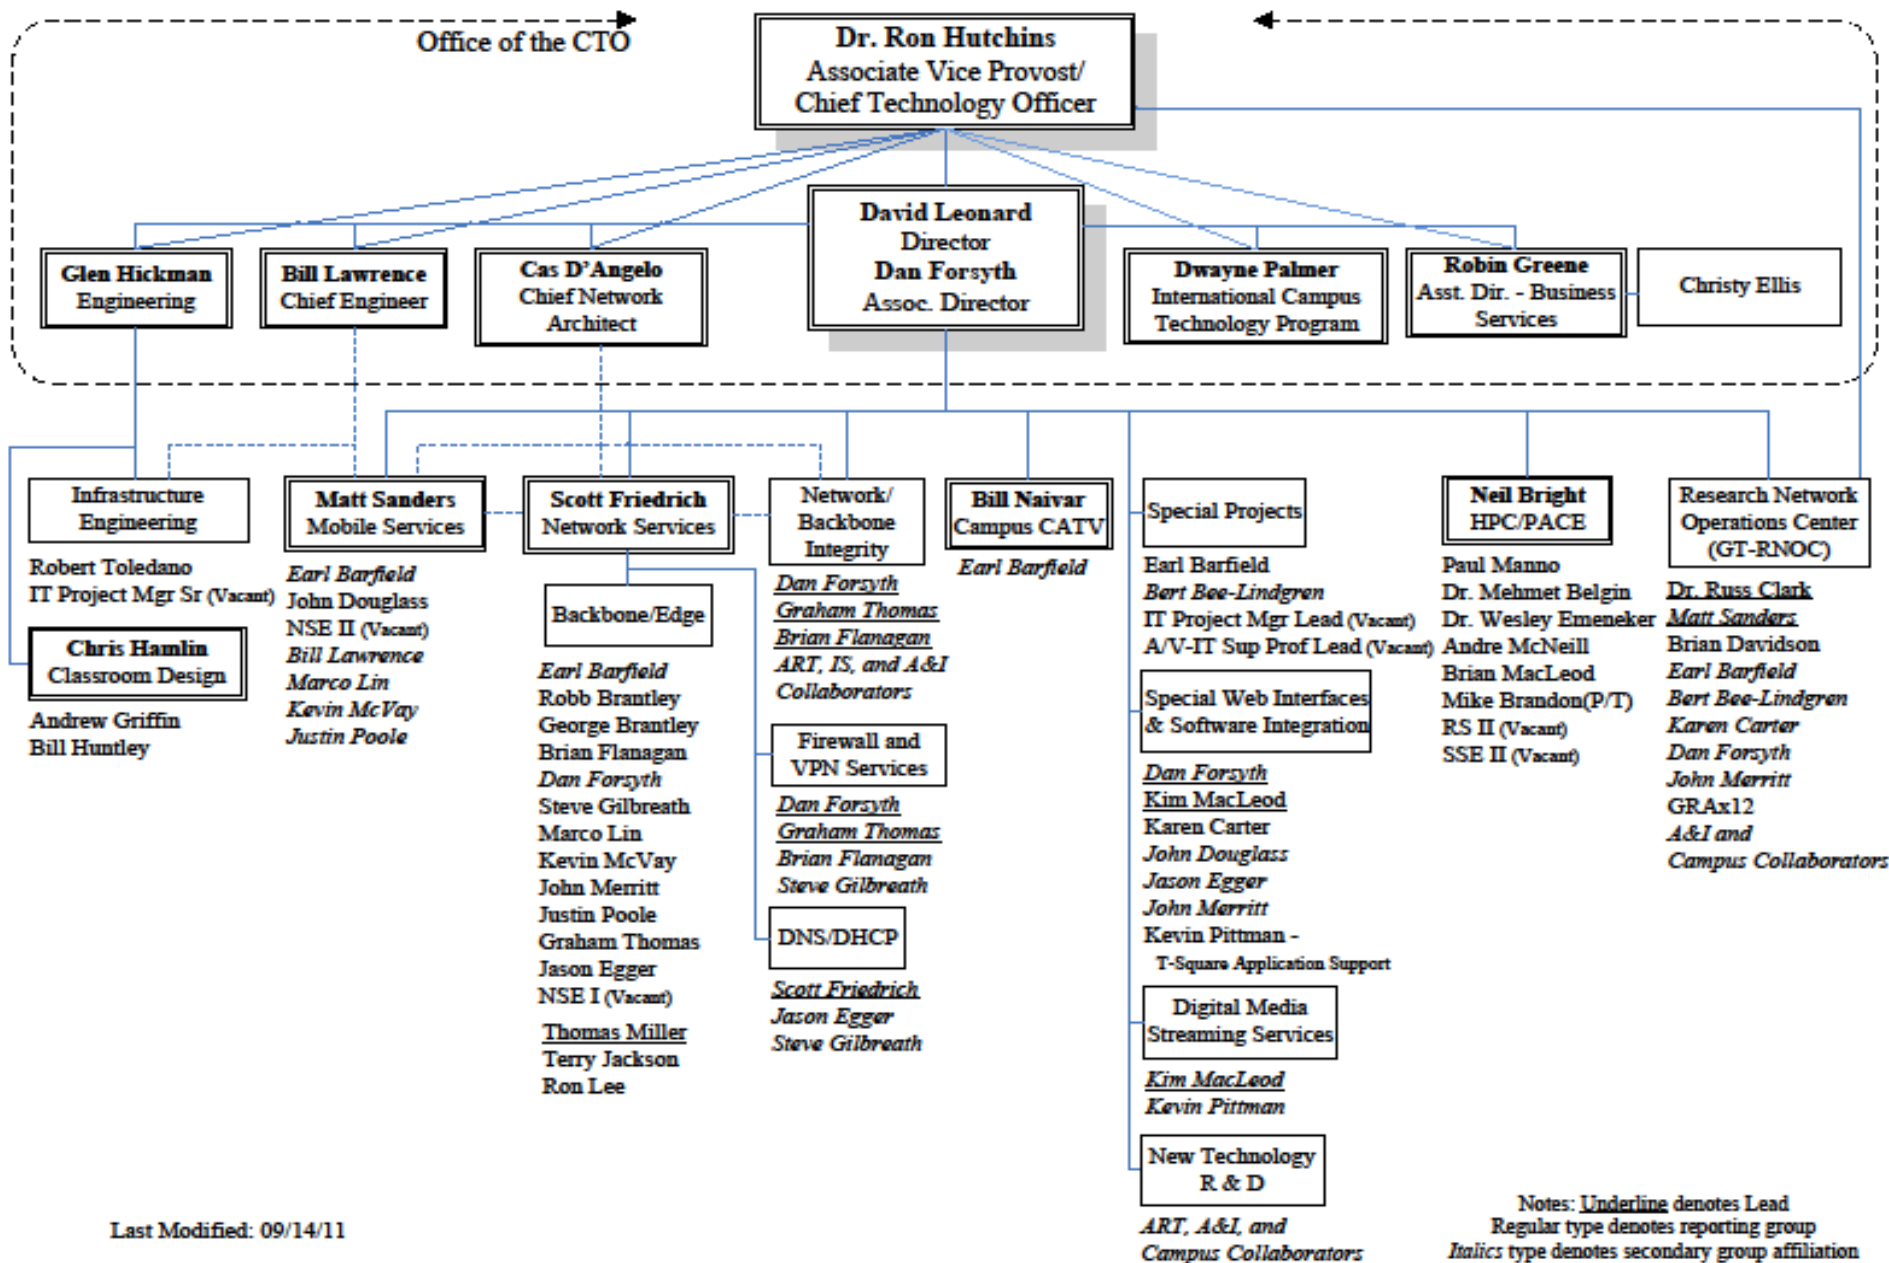 Office of the CTO
Dr. Ron Hutchins
Associate Vice Provost/
Chief Technology Officer
David Leonard
Director
Dan Forsyth
Assoc. Director
Glen Hickman
Engineering
Bill Lawrence
Chief Engineer
Cas D'Angelo
Chief Network
Architect
Dwayne Palmer
International Campus
Technology Program
Robin Greene
Asst. Dir. - Business
Services
Christy Ellis
Infrastructure
Engineering
Robert Toledano
IT Project Mgr Sr (Vacant)
Chris Hamlin
Classroom Design
Andrew Griffin
Bill Huntley
Matt Sanders
Mobile Services
Earl Barfield
John Douglass
NSE II (Vacant)
Bill Lawrence
Marco Lin
Kevin McVay
Justin Poole
Scott Friedrich
Network Services
Backbone/Edge
Earl Barfield
Robb Brantley
George Brantley
Brian Flanagan
Dan Forsyth
Steve Gilbreath
Marco Lin
Kevin McVay
John Merritt
Justin Poole
Graham Thomas
Jason Egger
NSE I (Vacant)
Thomas Miller
Terry Jackson
Ron Lee
Network/
Backbone
Integrity
Dan Forsyth
Graham Thomas
Brian Flanagan
ART, IS, and A&I
Collaborators
Firewall and
VPN Services
Dan Forsyth
Graham Thomas
Brian Flanagan
Steve Gilbreath
DNS/DHCP
Scott Friedrich
Jason Egger
Steve Gilbreath
Bill Naivar
Campus CATV
Earl Barfield
Special Projects
Earl Barfield
Bert Bee-Lindgren
IT Project Mgr Lead (Vacant)
A/V-IT Sup Prof Lead (Vacant)
Special Web Interfaces
& Software Integration
Dan Forsyth
Kim MacLeod
Karen Carter
John Douglass
Jason Egger
John Merritt
Kevin Pittman -
T-Square Application Support
Digital Media
Streaming Services
Kim MacLeod
Kevin Pittman
New Technology
R & D
ART, A&I, and
Campus Collaborators
Neil Bright
HPC/PACE
Paul Manno
Dr. Mehmet Belgin
Dr. Wesley Emeneker
Andre McNeill
Brian MacLeod
Mike Brandon(P/T)
RS II (Vacant)
SSE II (Vacant)
Research Network
Operations Center
(GT-RNOC)
Dr. Russ Clark
Matt Sanders
Brian Davidson
Earl Barfield
Bert Bee-Lindgren
Karen Carter
Dan Forsyth
John Merritt
GRAx12
A&I and
Campus Collaborators
Last Modified: 09/14/11
Notes: Underline denotes Lead
Regular type denotes reporting group
Italics type denotes secondary group affiliation